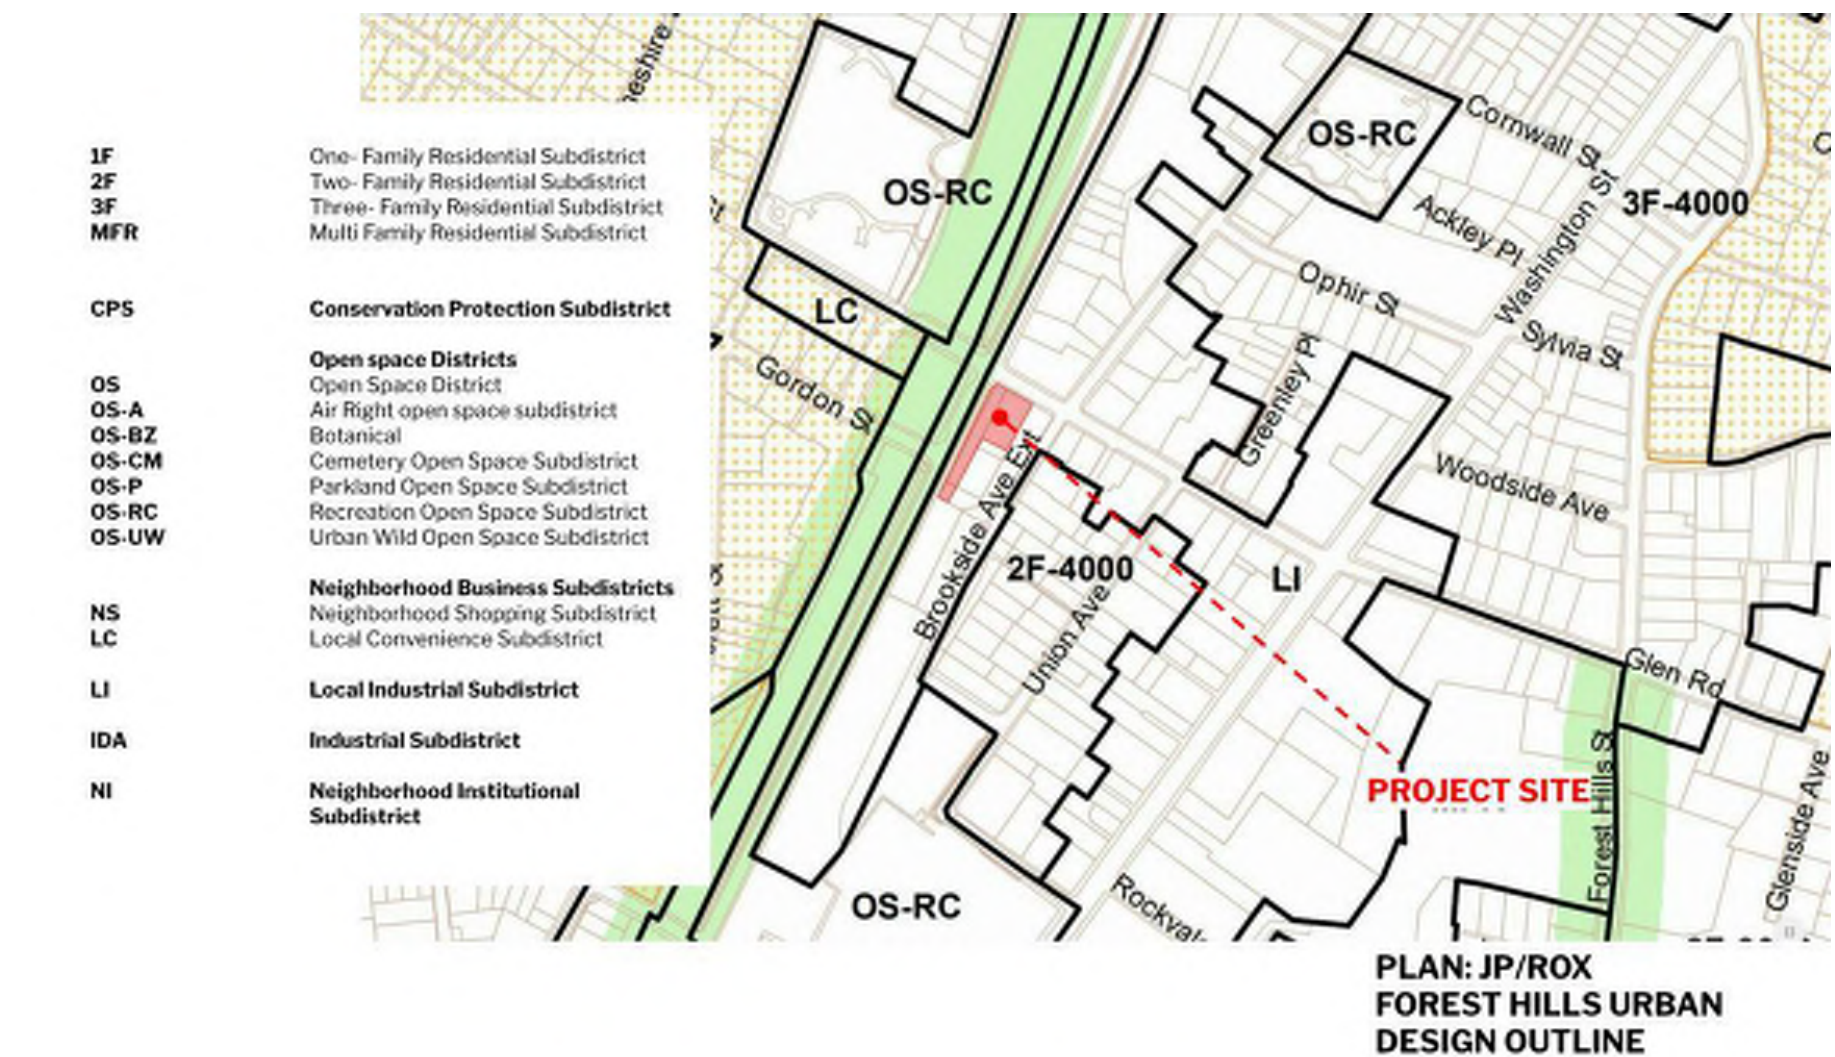 1F One- Family Residential Subdistrict
2F Two- Family Residential Subdistrict
3F Three- Family Residential Subdistrict
MFR Multi Family Residential Subdistrict
CPS Conservation Protection Subdistrict
Open space Districts
OS Open Space District
OS-A Air Right open space subdistrict
OS-BZ Botanical
OS-CM Cemetery Open Space Subdistrict
OS-P Parkland Open Space Subdistrict
OS-RC Recreation Open Space Subdistrict
OS-UW Urban Wild Open Space Subdistrict
Neighborhood Business Subdistricts
NS Neighborhood Shopping Subdistrict
LC Local Convenience Subdistrict
LI Local Industrial Subdistrict
IDA Industrial Subdistrict
NI Neighborhood Institutional
Subdistrict
eshire
St
OS-RC
OS-RC
Cornwall St
3F-4000
Ackley Pl
Washington St
LC
Ophir St
Sylvia St
Gordon St
Greenley Pl
Woodside Ave
Brookside Ave Ext
2F-4000
LI
Union Ave
Glen Rd
PROJECT SITE
Forest Hills St
Glenside Ave
OS-RC
Rockval
PLAN: JP/ROX
FOREST HILLS URBAN
DESIGN OUTLINE